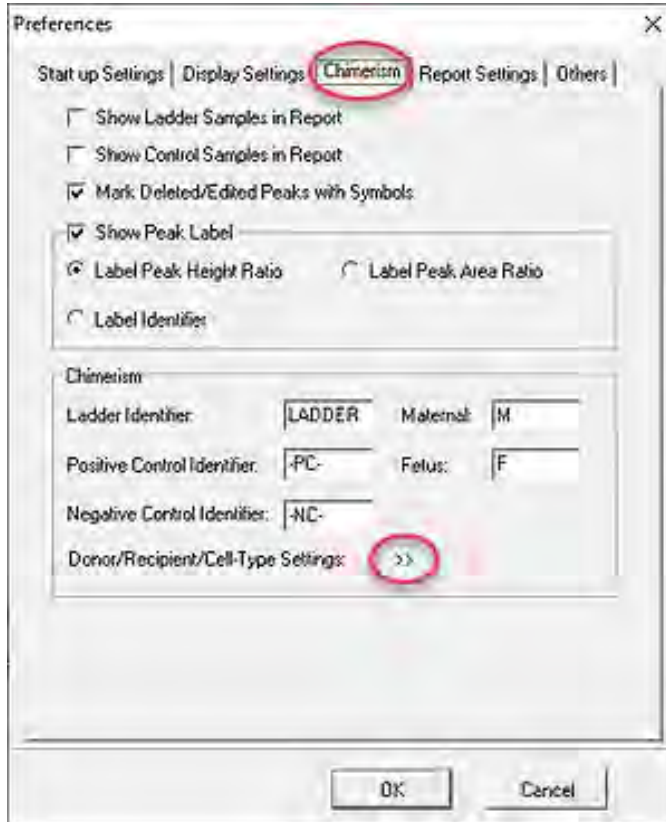 Preferences
Start up Settings Display Settings Chimerism Report Settings Others
Show Ladder Samples in Report
Show Control Samples in Report
Mark Deleted/Edited Peaks with Symbols
Show Peak Label
Label Peak Height Ratio Label Peak Area Ratio
Label Identifier
Chimerism
Ladder Identifier: LADDER Maternal: M
Positive Control Identifier: -PC- Fetus: F
Negative Control Identifier: -NC-
Donor/Recipient/Cell-Type Settings: >>
OK Cancel